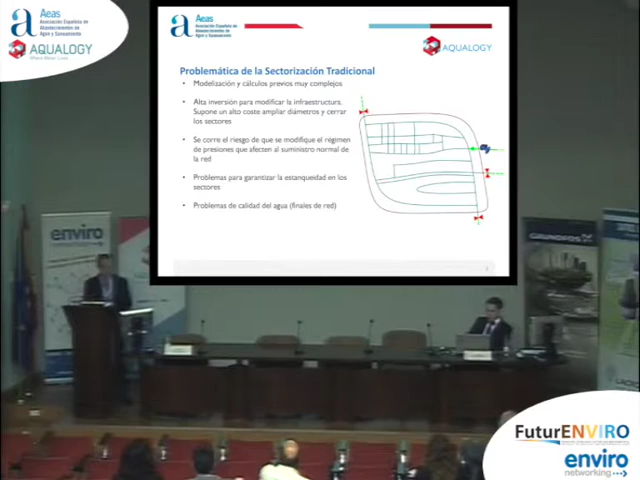 Aeas
Asociación Española de
Abastecimientos de
Agua y Saneamiento
AQUALOGY
Aeas
Asociación Española de
Abastecimientos de
Agua y Saneamiento
AQUALOGY
Problemática de la Sectorización Tradicional
• Modelización y cálculos previos muy complejos
• Alta inversión para modificar la infraestructura.
Supone un alto coste ampliar diámetros y cerrar
los sectores
• Se corre el riesgo de que se modifique el régimen
de presiones que afecten al suministro normal de
la red
• Problemas para garantizar la estanqueidad en los
sectores
• Problemas de calidad del agua (finales de red)
enviro
GRUNDFOS
FuturENVIRO
enviro
networking